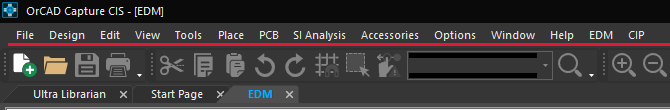 OrCAD Capture CIS - [EDM]
File Design Edit View Tools Place PCB SI Analysis Accessories Options Window Help EDM CIP
Ultra Librarian Start Page EDM